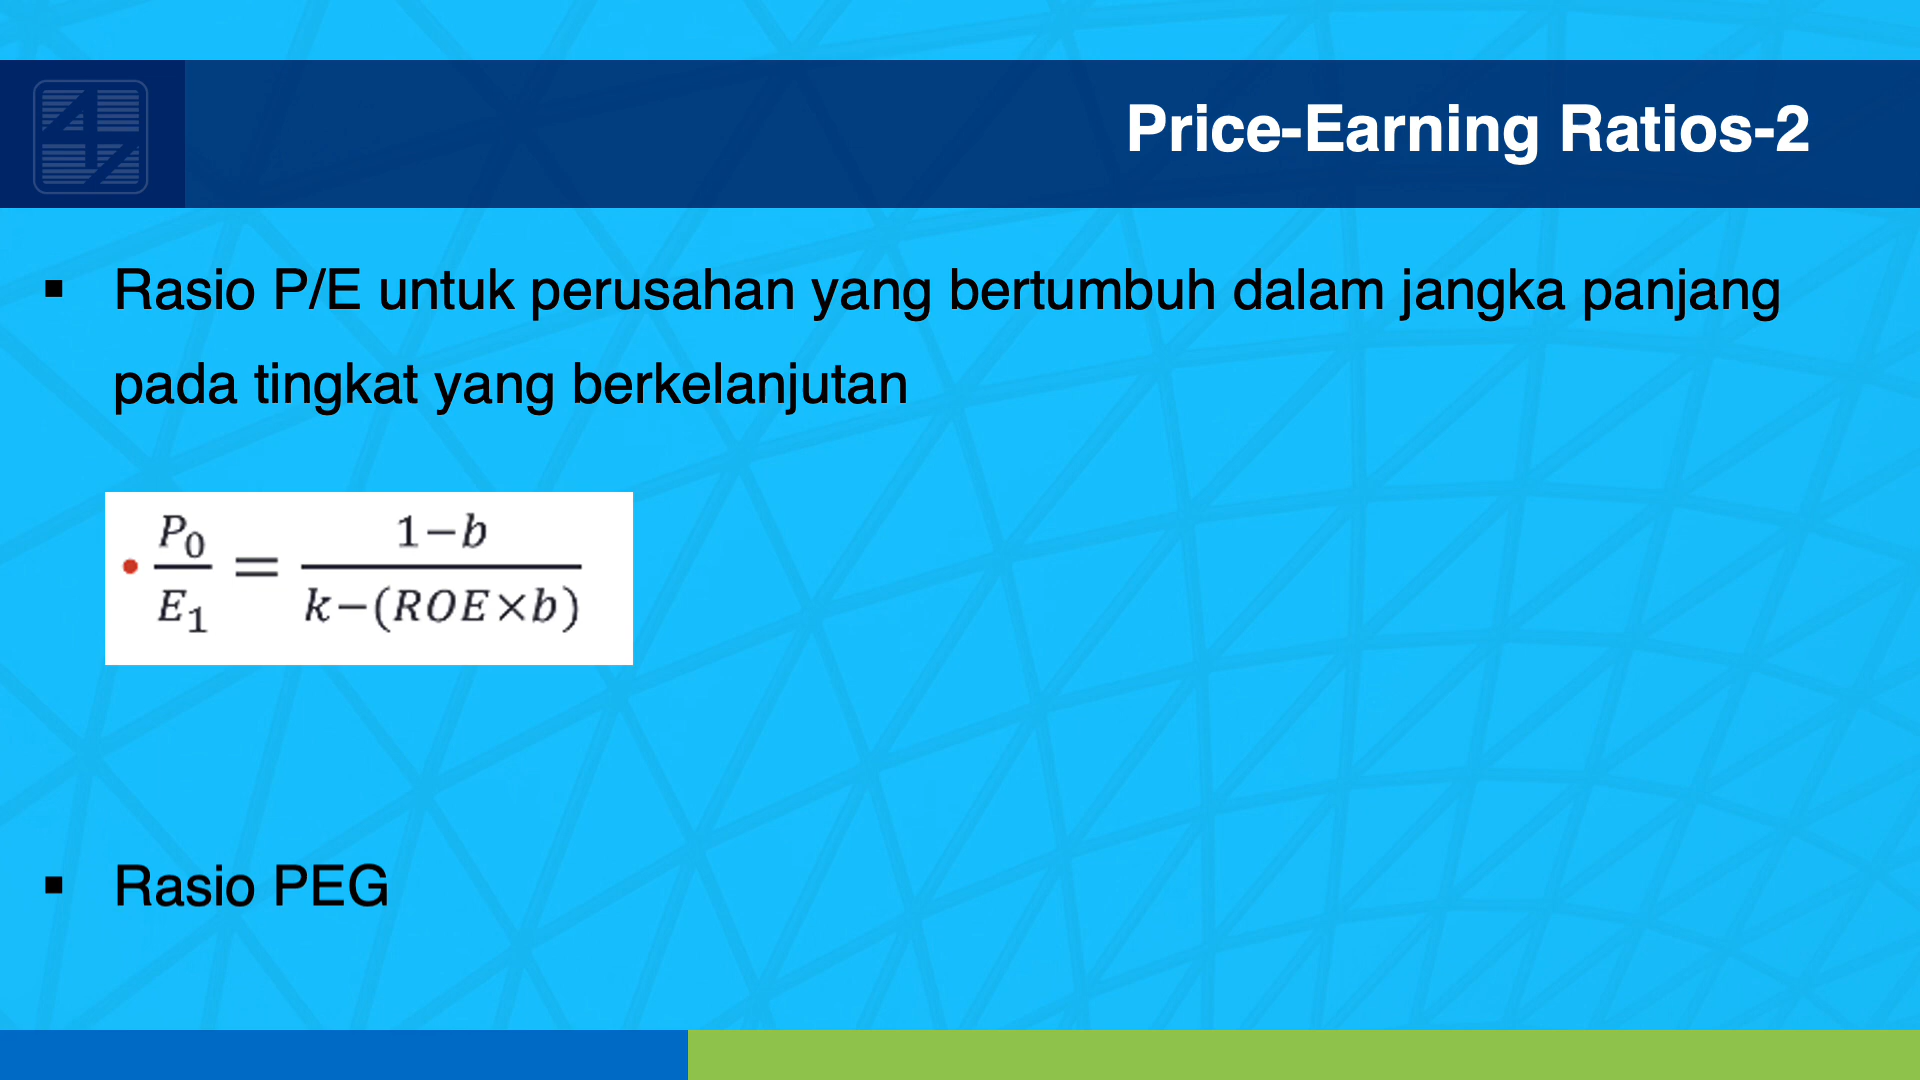 Price-Earning Ratios-2
▪ Rasio P/E untuk perusahan yang bertumbuh dalam jangka panjang
pada tingkat yang berkelanjutan
• P₀/E₁ = (1−b)/(k−(ROE×b))
▪ Rasio PEG